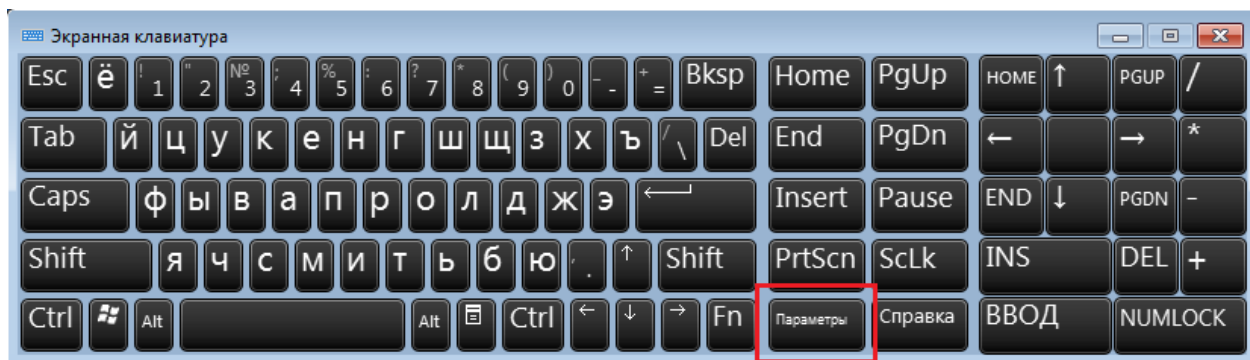 Экранная клавиатура
Esc ё ! 1 " 2 № 3 ; 4 % 5 : 6 ? 7 * 8 ( 9 ) 0 _ - + = Bksp Home PgUp HOME ↑ PGUP /
Tab й ц у к е н г ш щ з х ъ / \ Del End PgDn ← → *
Caps ф ы в а п р о л д ж э Insert Pause END ↓ PGDN -
Shift я ч с м и т ь б ю , . ↑ Shift PrtScn ScLk INS DEL +
Ctrl Alt Alt Ctrl ← ↓ → Fn Параметры Справка ВВОД NUMLOCK